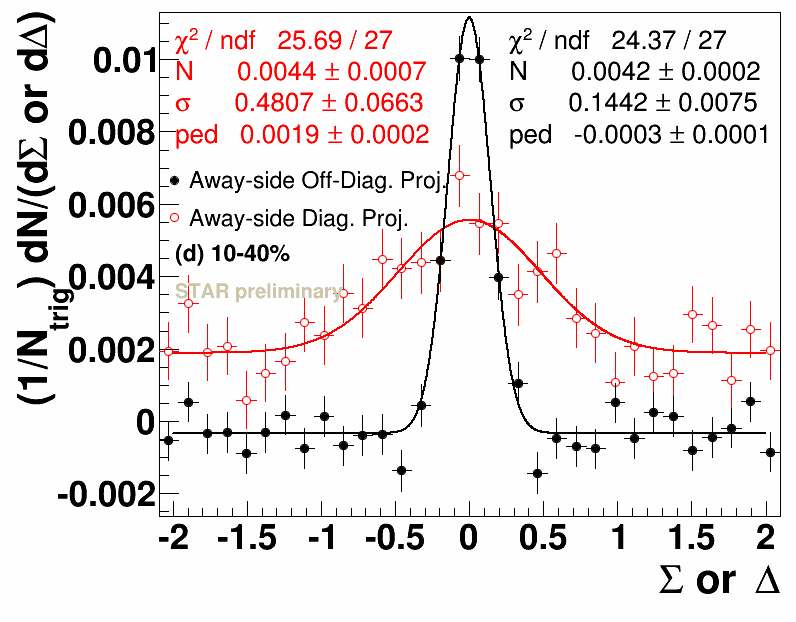 χ² / ndf 25.69 / 27
N 0.0044 ± 0.0007
σ 0.4807 ± 0.0663
ped 0.0019 ± 0.0002
χ² / ndf 24.37 / 27
N 0.0042 ± 0.0002
σ 0.1442 ± 0.0075
ped -0.0003 ± 0.0001
Away-side Off-Diag. Proj.
Away-side Diag. Proj.
(d) 10-40%
STAR preliminary
(1/N_trig) dN/(dΣ or dΔ)
0.01
0.008
0.006
0.004
0.002
0
-0.002
-2 -1.5 -1 -0.5 0 0.5 1 1.5 2
Σ or Δ